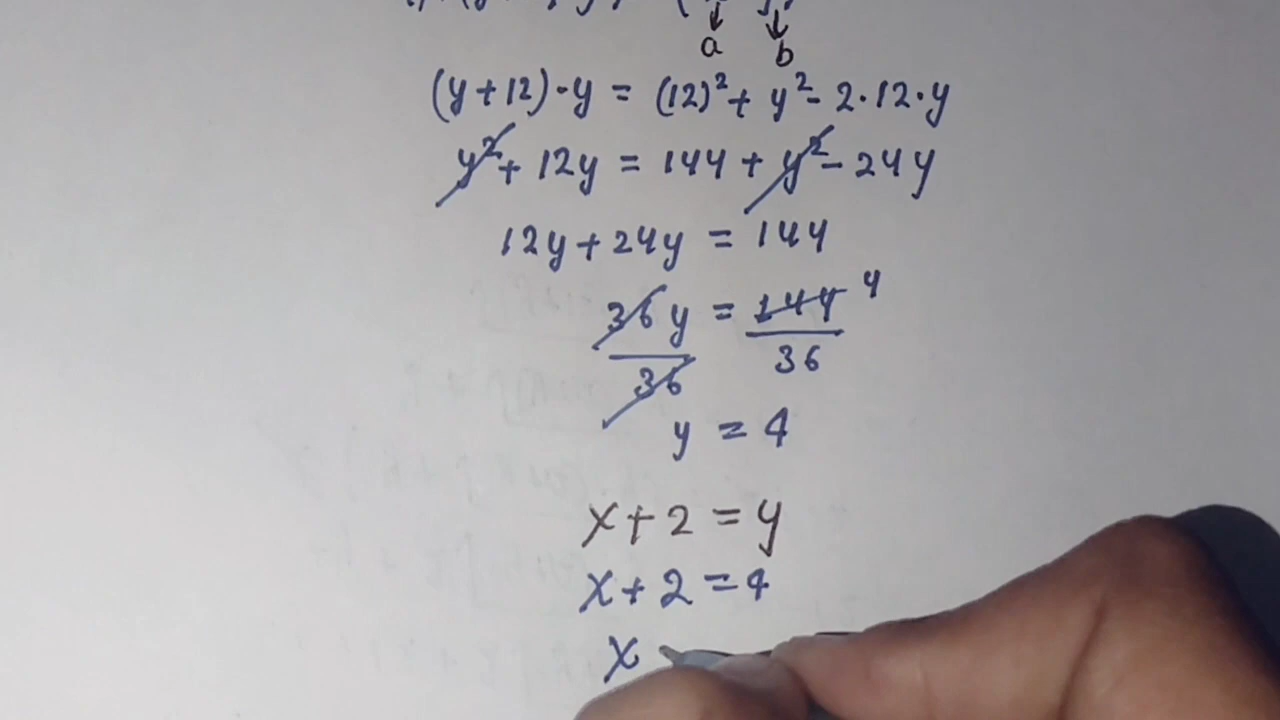 a b
(y+12)·y = (12)²+ y²- 2·12·y
y²+ 12y = 144 + y²- 24y
12y+24y = 144
36y = 144 4
36 36
y = 4
x+2 = y
x+2 = 4
x